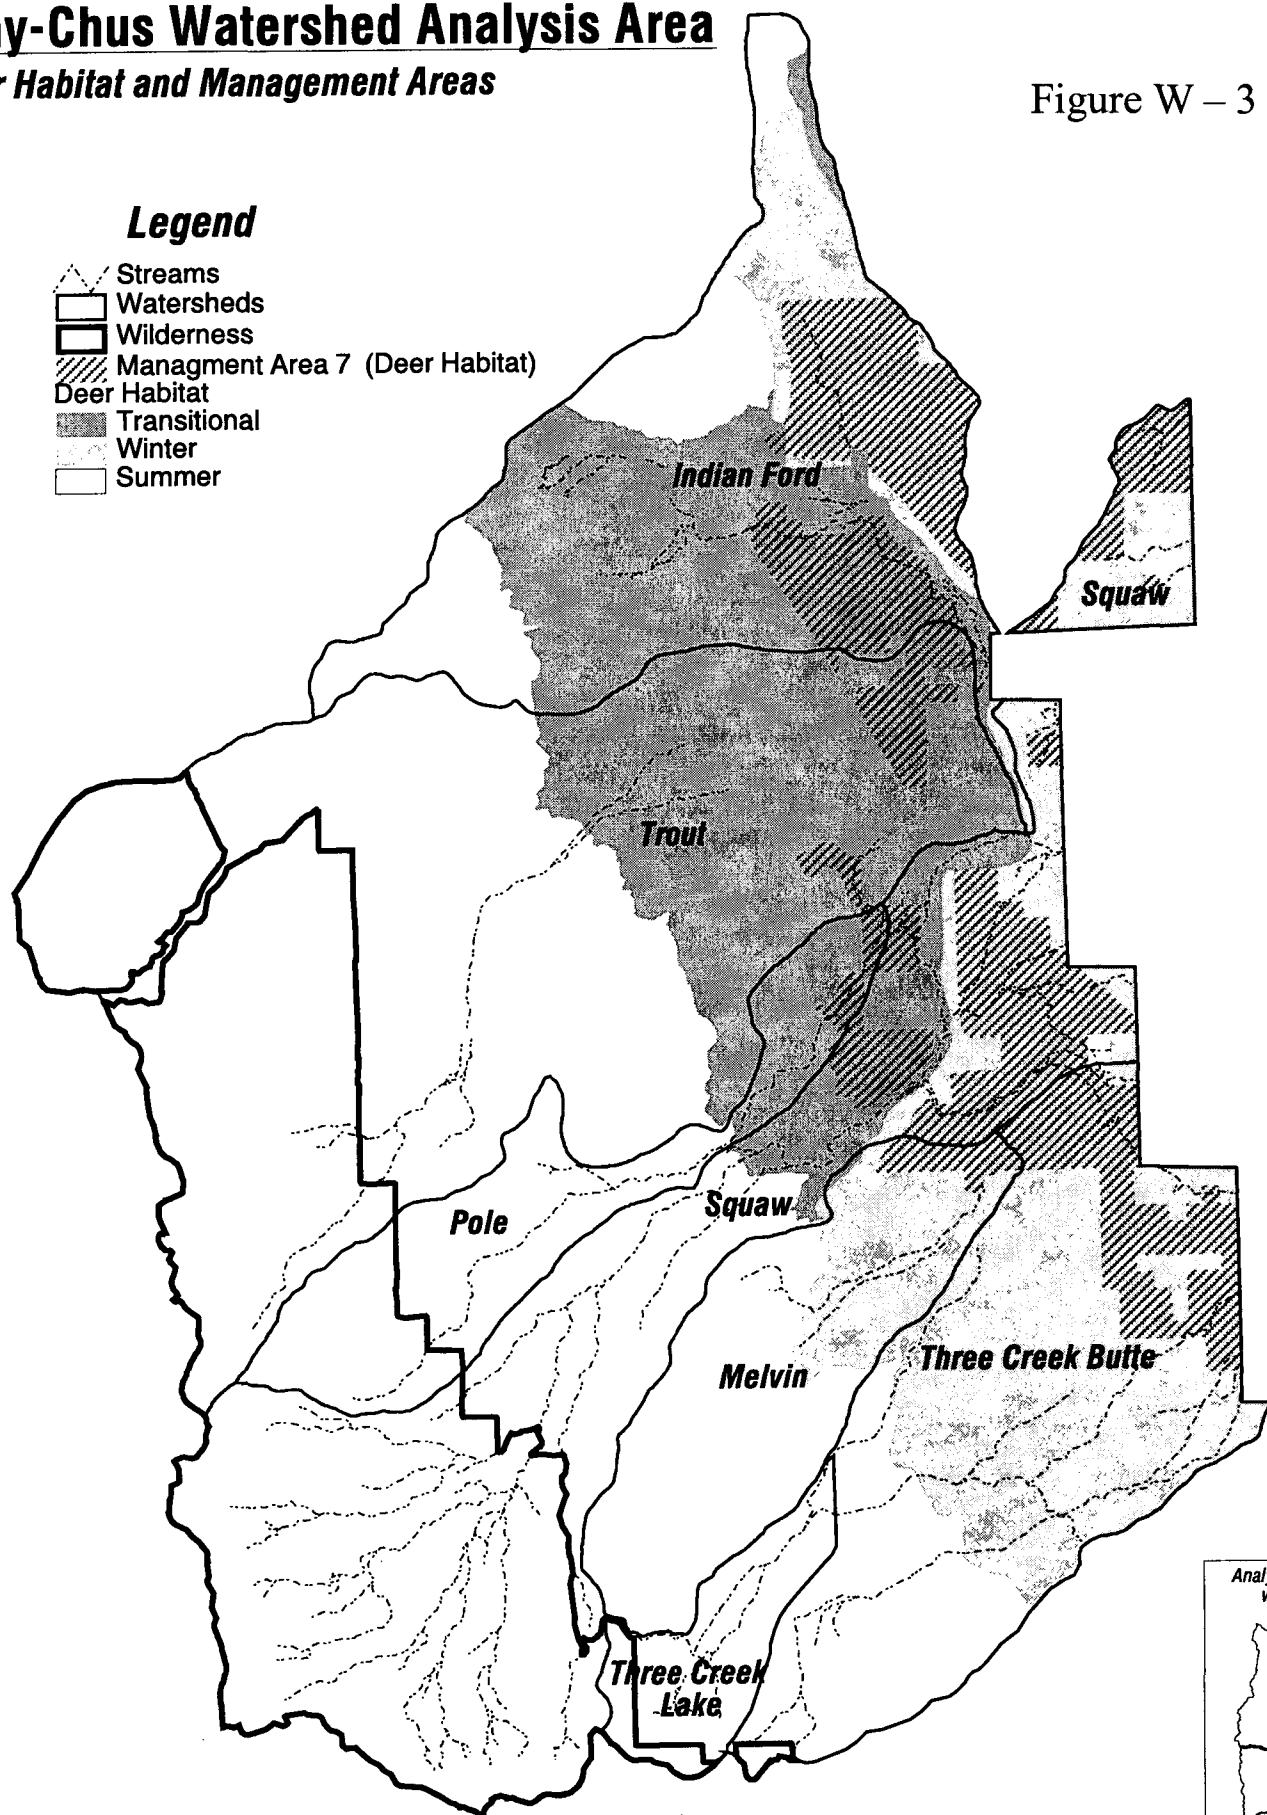 y-Chus Watershed Analysis Area
Habitat and Management Areas
Figure W – 3
Legend
Streams
Watersheds
Wilderness
Managment Area 7 (Deer Habitat)
Deer Habitat
Transitional
Winter
Summer
Indian Ford
Squaw
Trout
Pole
Squaw
Melvin
Three Creek Butte
Three Creek
Lake
Anal